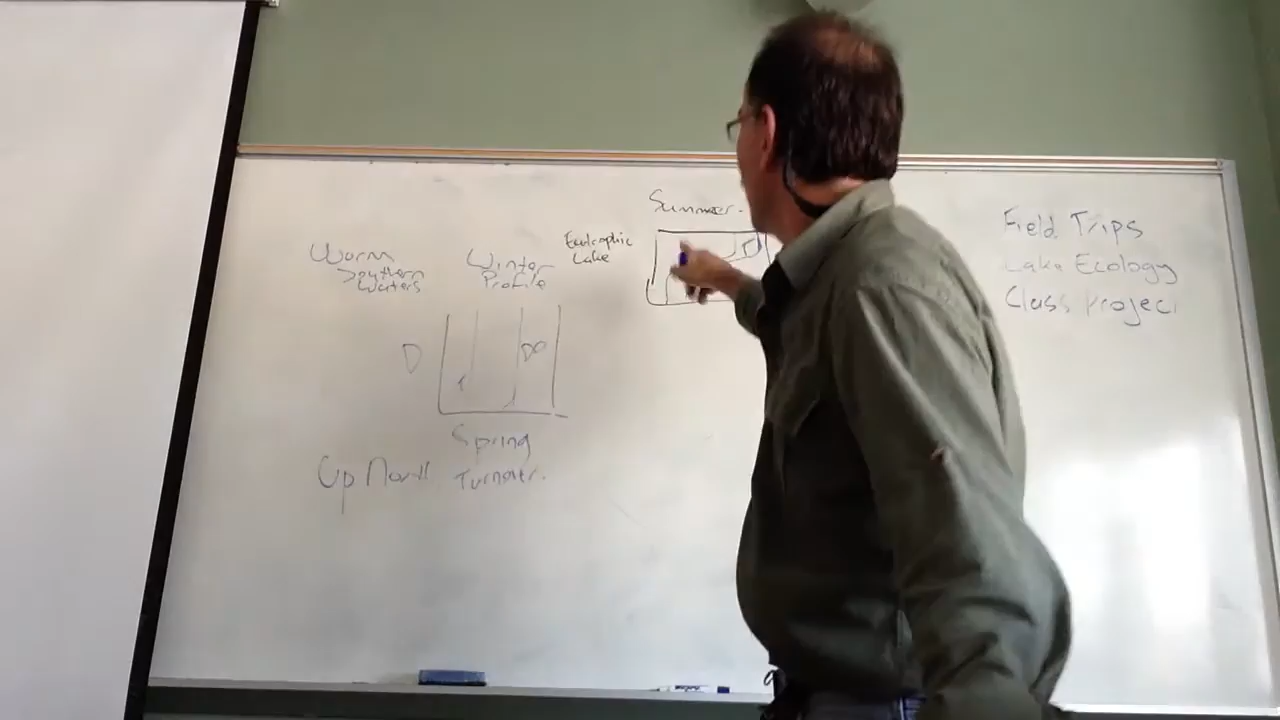 Summer
Eutrophic
Lake
Warm
Southern
Waters
Winter
Profile
D
DO
T
Spring
Turnover.
Up North
T
Field Trips
Lake Ecology
Class Project